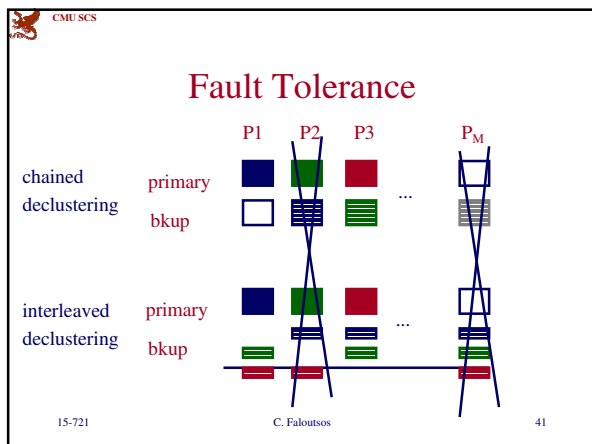 CMU SCS
Fault Tolerance
P1 P2 P3 PM
chained declustering
primary
...
bkup
interleaved declustering
primary
...
bkup
15-721 C. Faloutsos 41